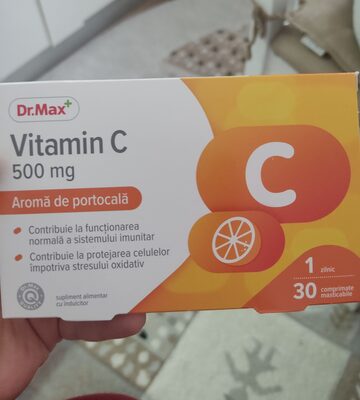 Dr.Max+
Vitamin C
500 mg
Aromă de portocală
Contribuie la funcționarea
normală a sistemului imunitar
Contribuie la protejarea celulelor
împotriva stresului oxidativ
supliment alimentar
cu îndulcitor
C
1 zilnic
30 comprimate
masticabile